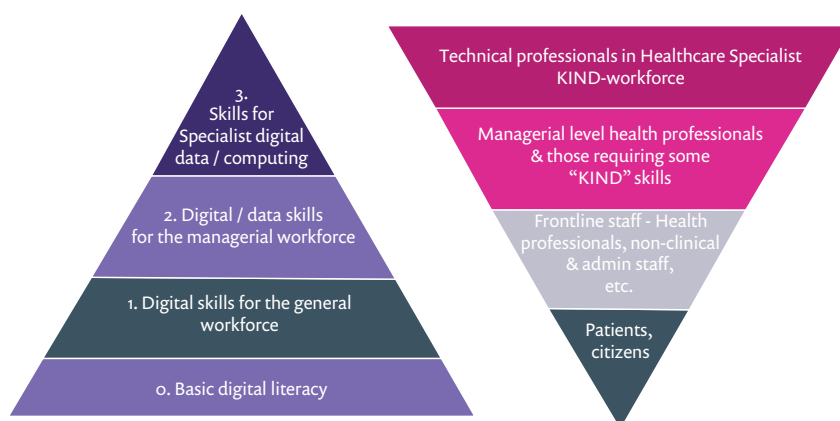 3.
Skills for
Specialist digital
data / computing
2. Digital / data skills
for the managerial workforce
1. Digital skills for the general
workforce
0. Basic digital literacy
Technical professionals in Healthcare Specialist
KIND-workforce
Managerial level health professionals
& those requiring some
“KIND” skills
Frontline staff - Health
professionals, non-clinical
& admin staff,
etc.
Patients,
citizens